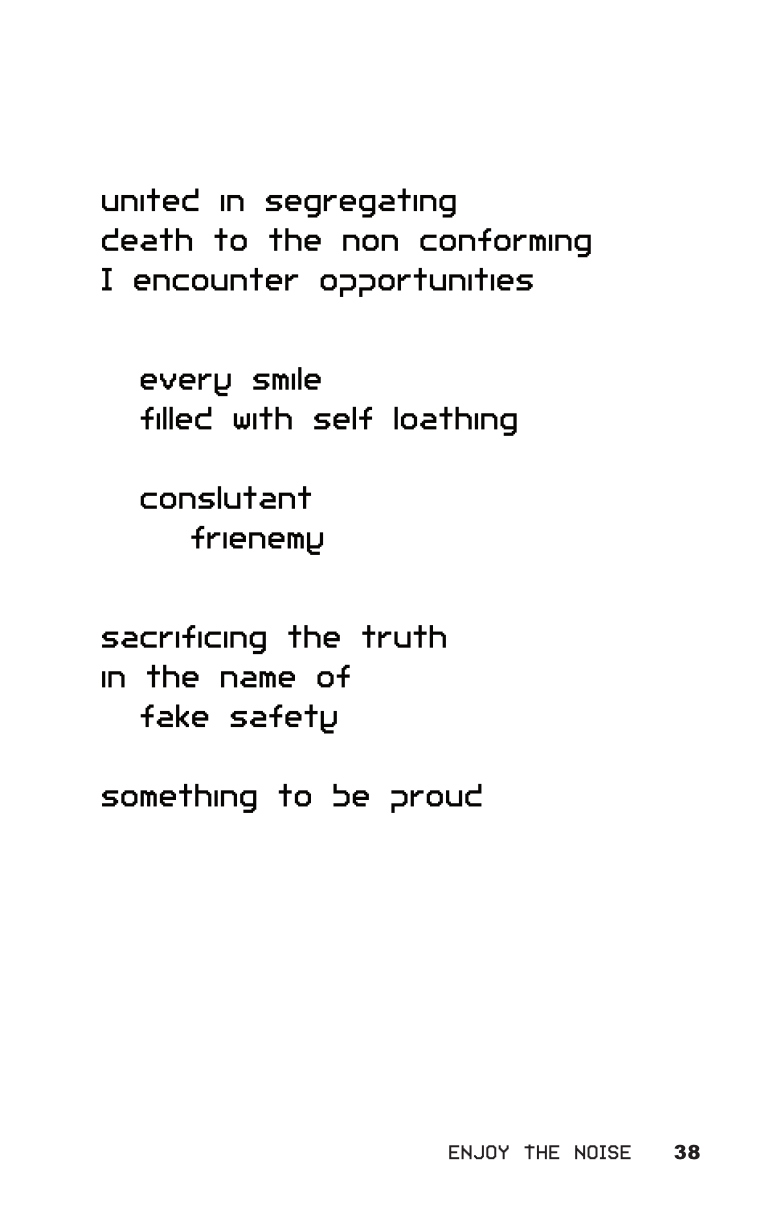 united in segregating
death to the non conforming
I encounter opportunities
every smile
filled with self loathing
conslutant
frienemy
sacrificing the truth
in the name of
fake safety
something to be proud
ENJOY THE NOISE 38